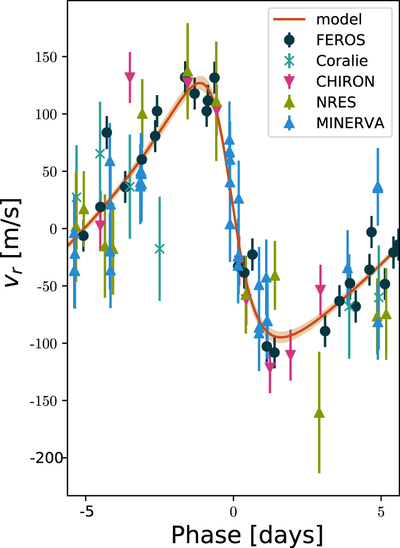 model
FEROS
Coralie
CHIRON
NRES
MINERVA
150
100
50
0
-50
-100
-150
-200
v_r [m/s]
-5
0
5
Phase [days]